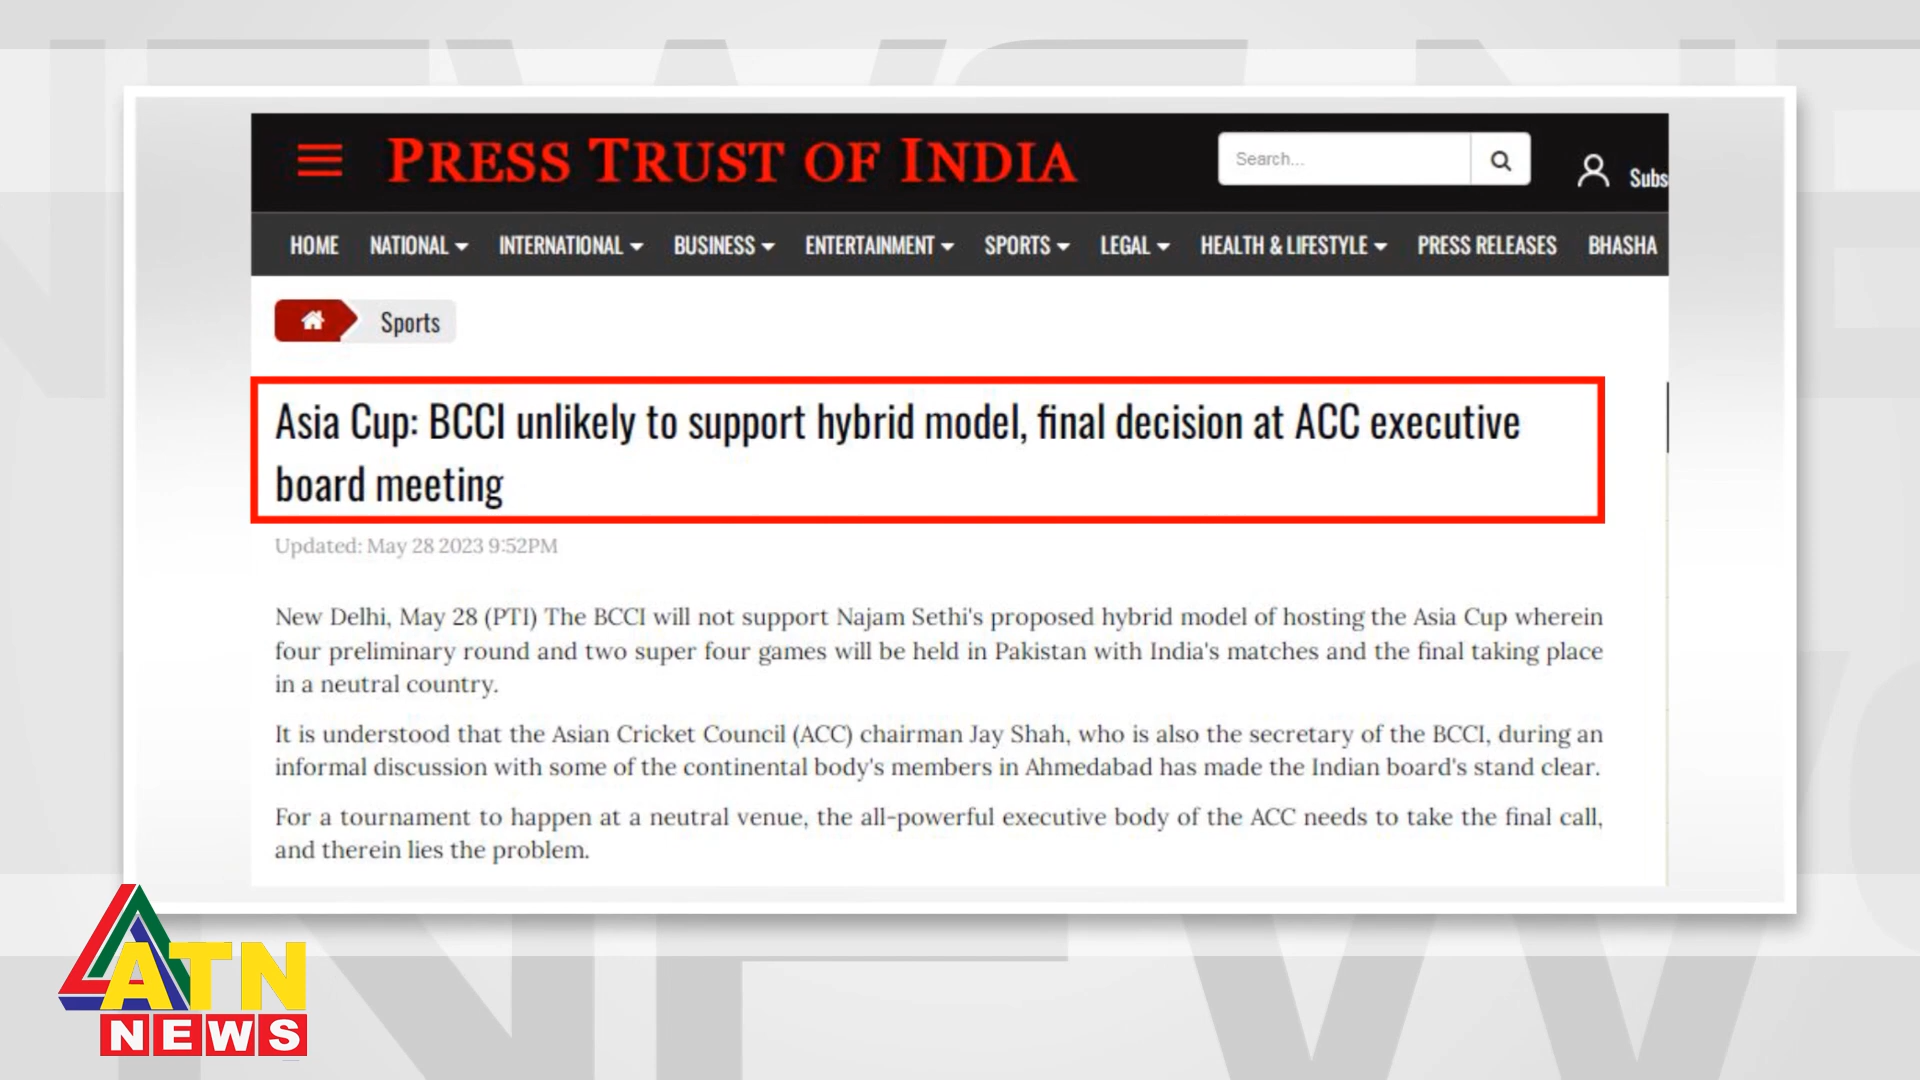 PRESS TRUST OF INDIA
Search...
Subs
HOME NATIONAL INTERNATIONAL BUSINESS ENTERTAINMENT SPORTS LEGAL HEALTH & LIFESTYLE PRESS RELEASES BHASHA
Sports
Asia Cup: BCCI unlikely to support hybrid model, final decision at ACC executive
board meeting
Updated: May 28 2023 9:52PM
New Delhi, May 28 (PTI) The BCCI will not support Najam Sethi's proposed hybrid model of hosting the Asia Cup wherein
four preliminary round and two super four games will be held in Pakistan with India's matches and the final taking place
in a neutral country.
It is understood that the Asian Cricket Council (ACC) chairman Jay Shah, who is also the secretary of the BCCI, during an
informal discussion with some of the continental body's members in Ahmedabad has made the Indian board's stand clear.
For a tournament to happen at a neutral venue, the all-powerful executive body of the ACC needs to take the final call,
and therein lies the problem.
ATN
NEWS